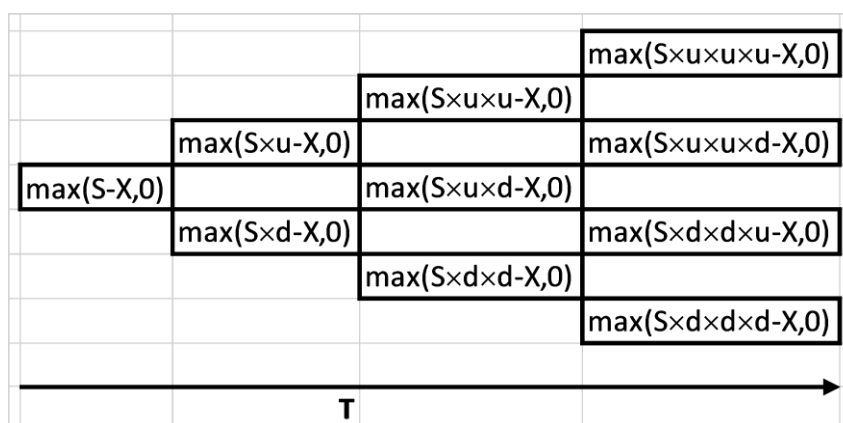 max(S×u×u×u-X,0)
max(S×u×u-X,0)
max(S×u-X,0)
max(S×u×u×d-X,0)
max(S-X,0)
max(S×u×d-X,0)
max(S×d-X,0)
max(S×d×d×u-X,0)
max(S×d×d-X,0)
max(S×d×d×d-X,0)
T